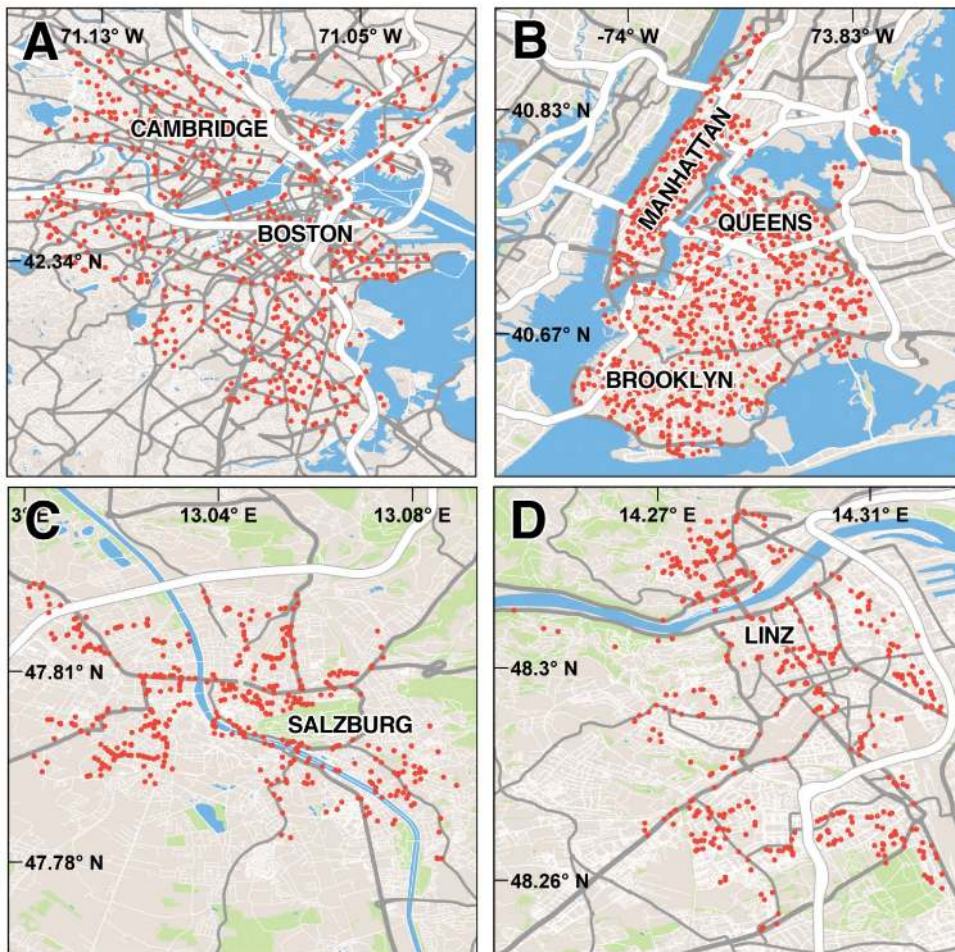 A
71.13° W
71.05° W
CAMBRIDGE
BOSTON
42.34° N
B
-74° W
73.83° W
40.83° N
MANHATTAN
QUEENS
40.67° N
BROOKLYN
C
3° E
13.04° E
13.08° E
47.81° N
SALZBURG
47.78° N
D
14.27° E
14.31° E
LINZ
48.3° N
48.26° N